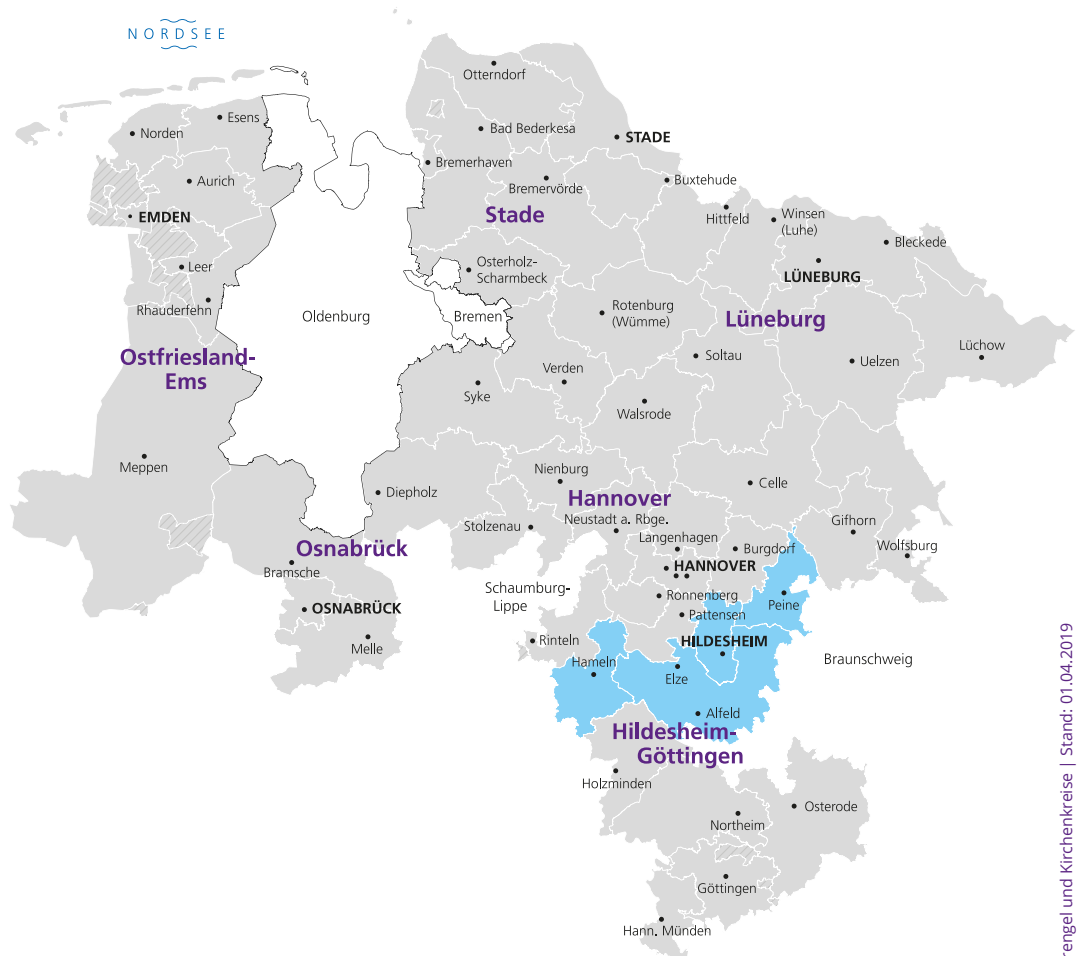 NORDSEE
Otterndorf
Esens
Norden
Bad Bederkesa
STADE
Bremerhaven
Aurich
Bremervörde
Buxtehude
Stade
EMDEN
Hittfeld
Winsen
(Luhe)
Bleckede
Leer
Osterholz-
Scharmbeck
LÜNEBURG
Rhauderfehn
Oldenburg
Bremen
Rotenburg
(Wümme)
Lüneburg
Ostfriesland-
Ems
Soltau
Uelzen
Lüchow
Verden
Syke
Walsrode
Meppen
Nienburg
Celle
Diepholz
Hannover
Stolzenau
Neustadt a. Rbge.
Gifhorn
Langenhagen
Osnabrück
Burgdorf
Wolfsburg
Bramsche
HANNOVER
Schaumburg-
Lippe
Ronnenberg
Peine
OSNABRÜCK
Pattensen
Melle
Rinteln
HILDESHEIM
Hameln
Elze
Braunschweig
Alfeld
Hildesheim-
Göttingen
Holzminden
Osterode
Northeim
Göttingen
Hann. Münden
rengel und Kirchenkreise | Stand: 01.04.2019